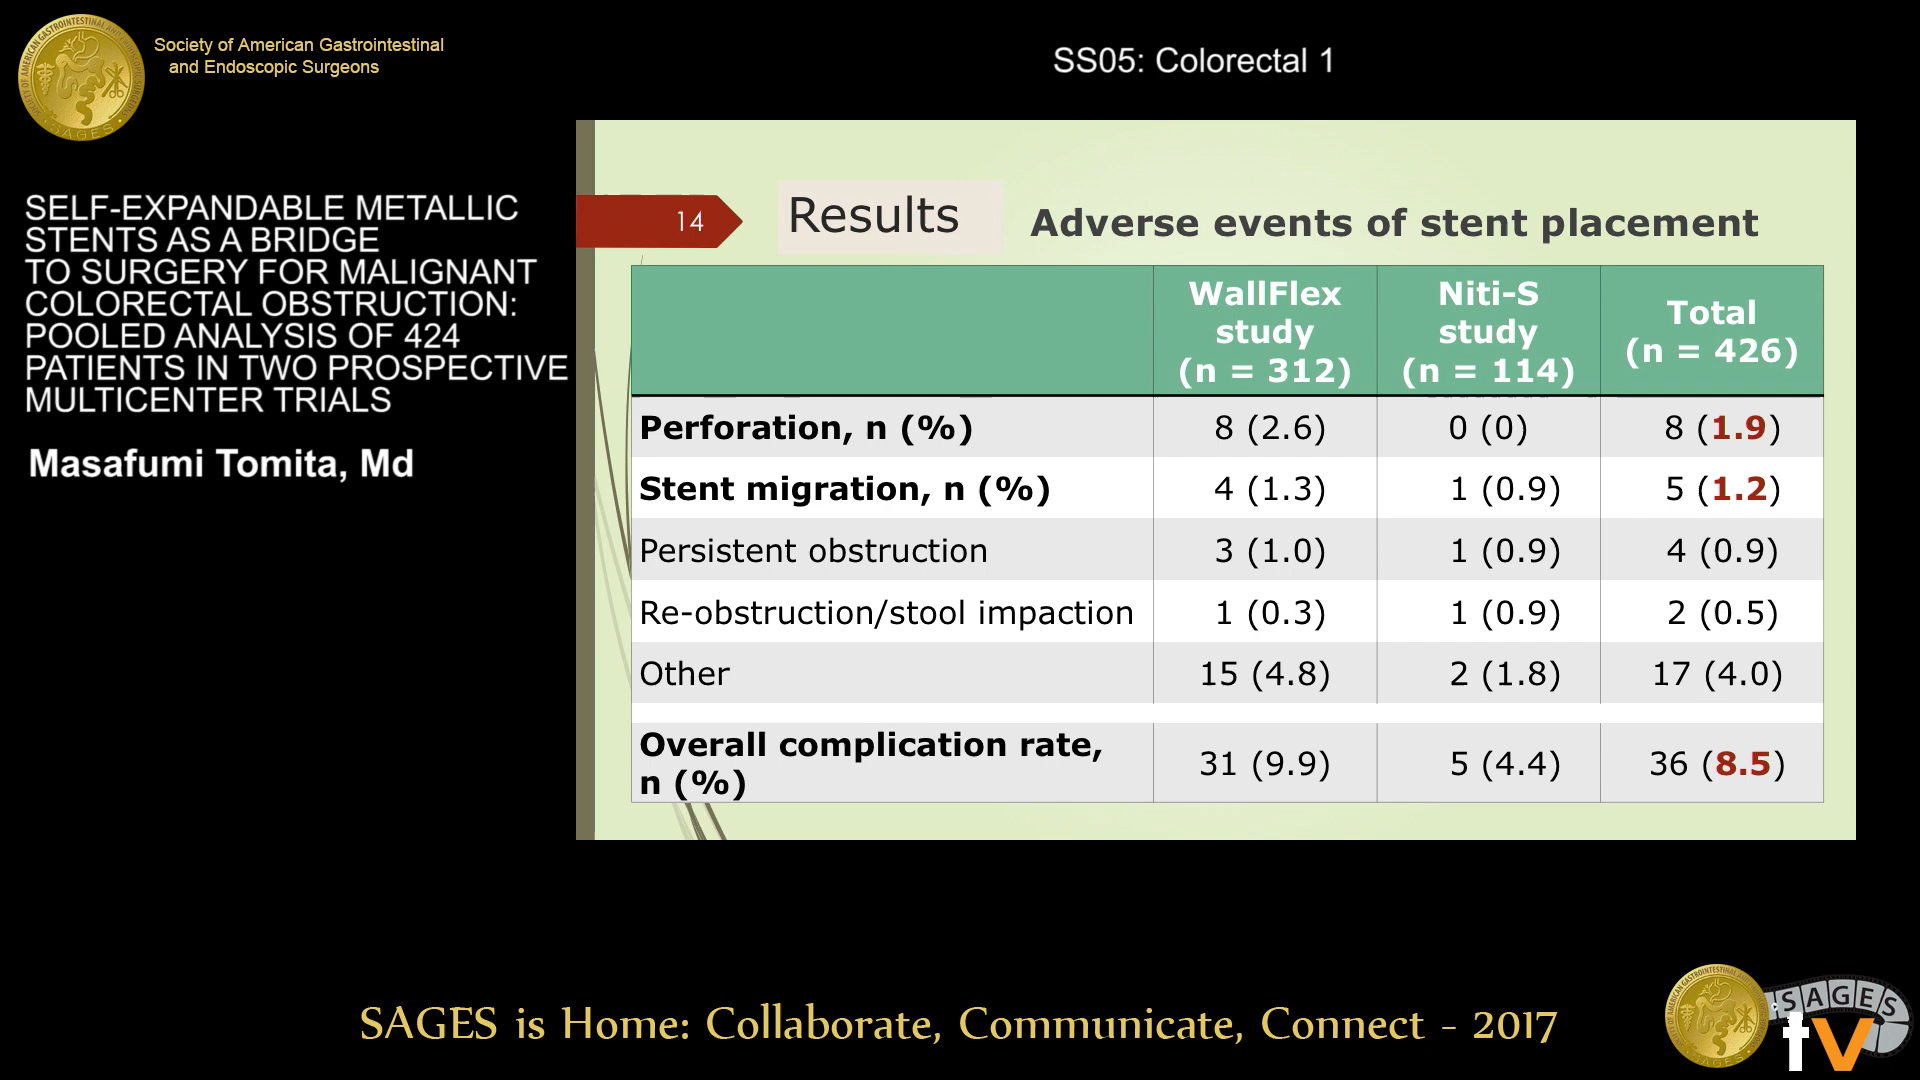 Society of American Gastrointestinal
and Endoscopic Surgeons
SS05: Colorectal 1
SELF-EXPANDABLE METALLIC
STENTS AS A BRIDGE
TO SURGERY FOR MALIGNANT
COLORECTAL OBSTRUCTION:
POOLED ANALYSIS OF 424
PATIENTS IN TWO PROSPECTIVE
MULTICENTER TRIALS
Masafumi Tomita, Md
14
Results
Adverse events of stent placement
WallFlex study (n = 312) Niti-S study (n = 114) Total (n = 426)
Perforation, n (%) 8 (2.6) 0 (0) 8 (1.9)
Stent migration, n (%) 4 (1.3) 1 (0.9) 5 (1.2)
Persistent obstruction 3 (1.0) 1 (0.9) 4 (0.9)
Re-obstruction/stool impaction 1 (0.3) 1 (0.9) 2 (0.5)
Other 15 (4.8) 2 (1.8) 17 (4.0)
Overall complication rate, n (%) 31 (9.9) 5 (4.4) 36 (8.5)
SAGES is Home: Collaborate, Communicate, Connect - 2017
SAGES
tv